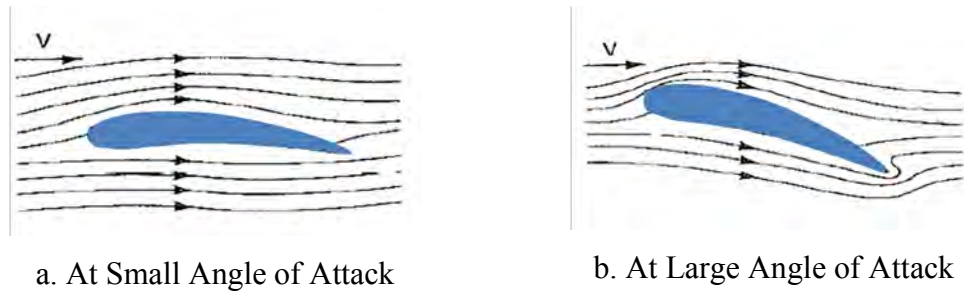 V
V
a. At Small Angle of Attack
b. At Large Angle of Attack